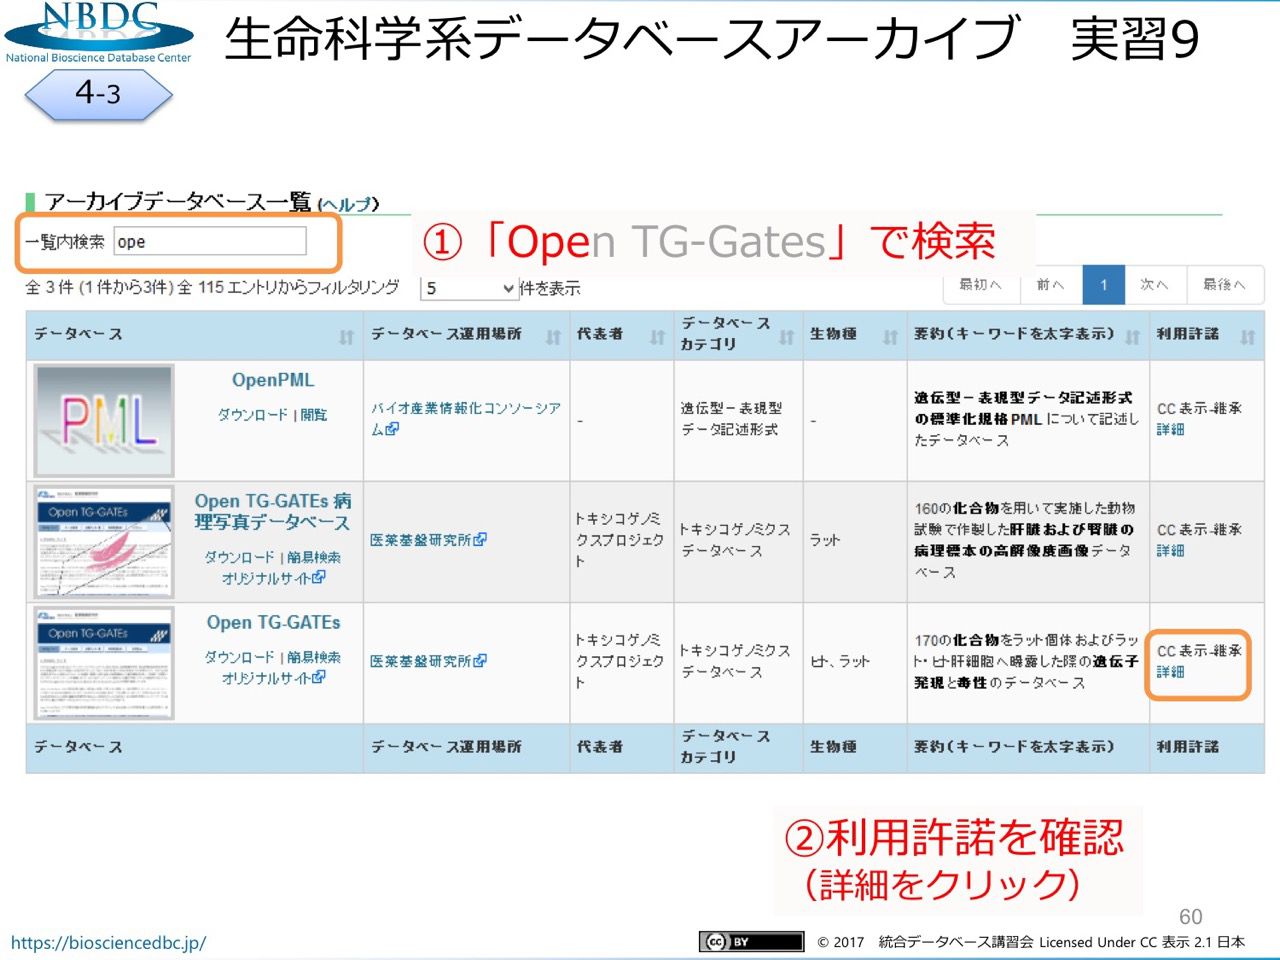 NBDC
National Bioscience Database Center
生命科学系データベースアーカイブ 実習9
4-3
アーカイブデータベース一覧 (ヘルプ)
一覧内検索 ope
①「Open TG-Gates」で検索
全 3 件 (1 件から3件) 全 115 エントリからフィルタリング 5 件を表示
最初へ 前へ 1 次へ 最後へ
データベース データベース運用場所 代表者 データベースカテゴリ 生物種 要約(キーワードを太字表示) 利用許諾
PML
OpenPML
ダウンロード | 閲覧
バイオ産業情報化コンソーシア
ム
-
遺伝型－表現型
データ記述形式
-
遺伝型－表現型データ記述形式
の標準化規格PML について記述し
たデータベース
CC 表示-継承
詳細
Open TG-GATEs
Open TG-GATEs 病
理写真データベース
ダウンロード | 簡易検索
オリジナルサイト
医薬基盤研究所
トキシコゲノミ
クスプロジェク
ト
トキシコゲノミクス
データベース
ラット
160の化合物を用いて実施した動物
試験で作製した肝臓および腎臓の
病理標本の高解像度画像データ
ベース
CC 表示-継承
詳細
Open TG-GATEs
Open TG-GATEs
ダウンロード | 簡易検索
オリジナルサイト
医薬基盤研究所
トキシコゲノミ
クスプロジェク
ト
トキシコゲノミクス
データベース
ヒト、ラット
170の化合物をラット個体およびラッ
ト・ヒト肝細胞へ曝露した際の遺伝子
発現と毒性のデータベース
CC 表示-継承
詳細
データベース データベース運用場所 代表者 データベースカテゴリ 生物種 要約(キーワードを太字表示) 利用許諾
②利用許諾を確認
（詳細をクリック）
60
https://biosciencedbc.jp/
cc BY
© 2017 統合データベース講習会 Licensed Under CC 表示 2.1 日本